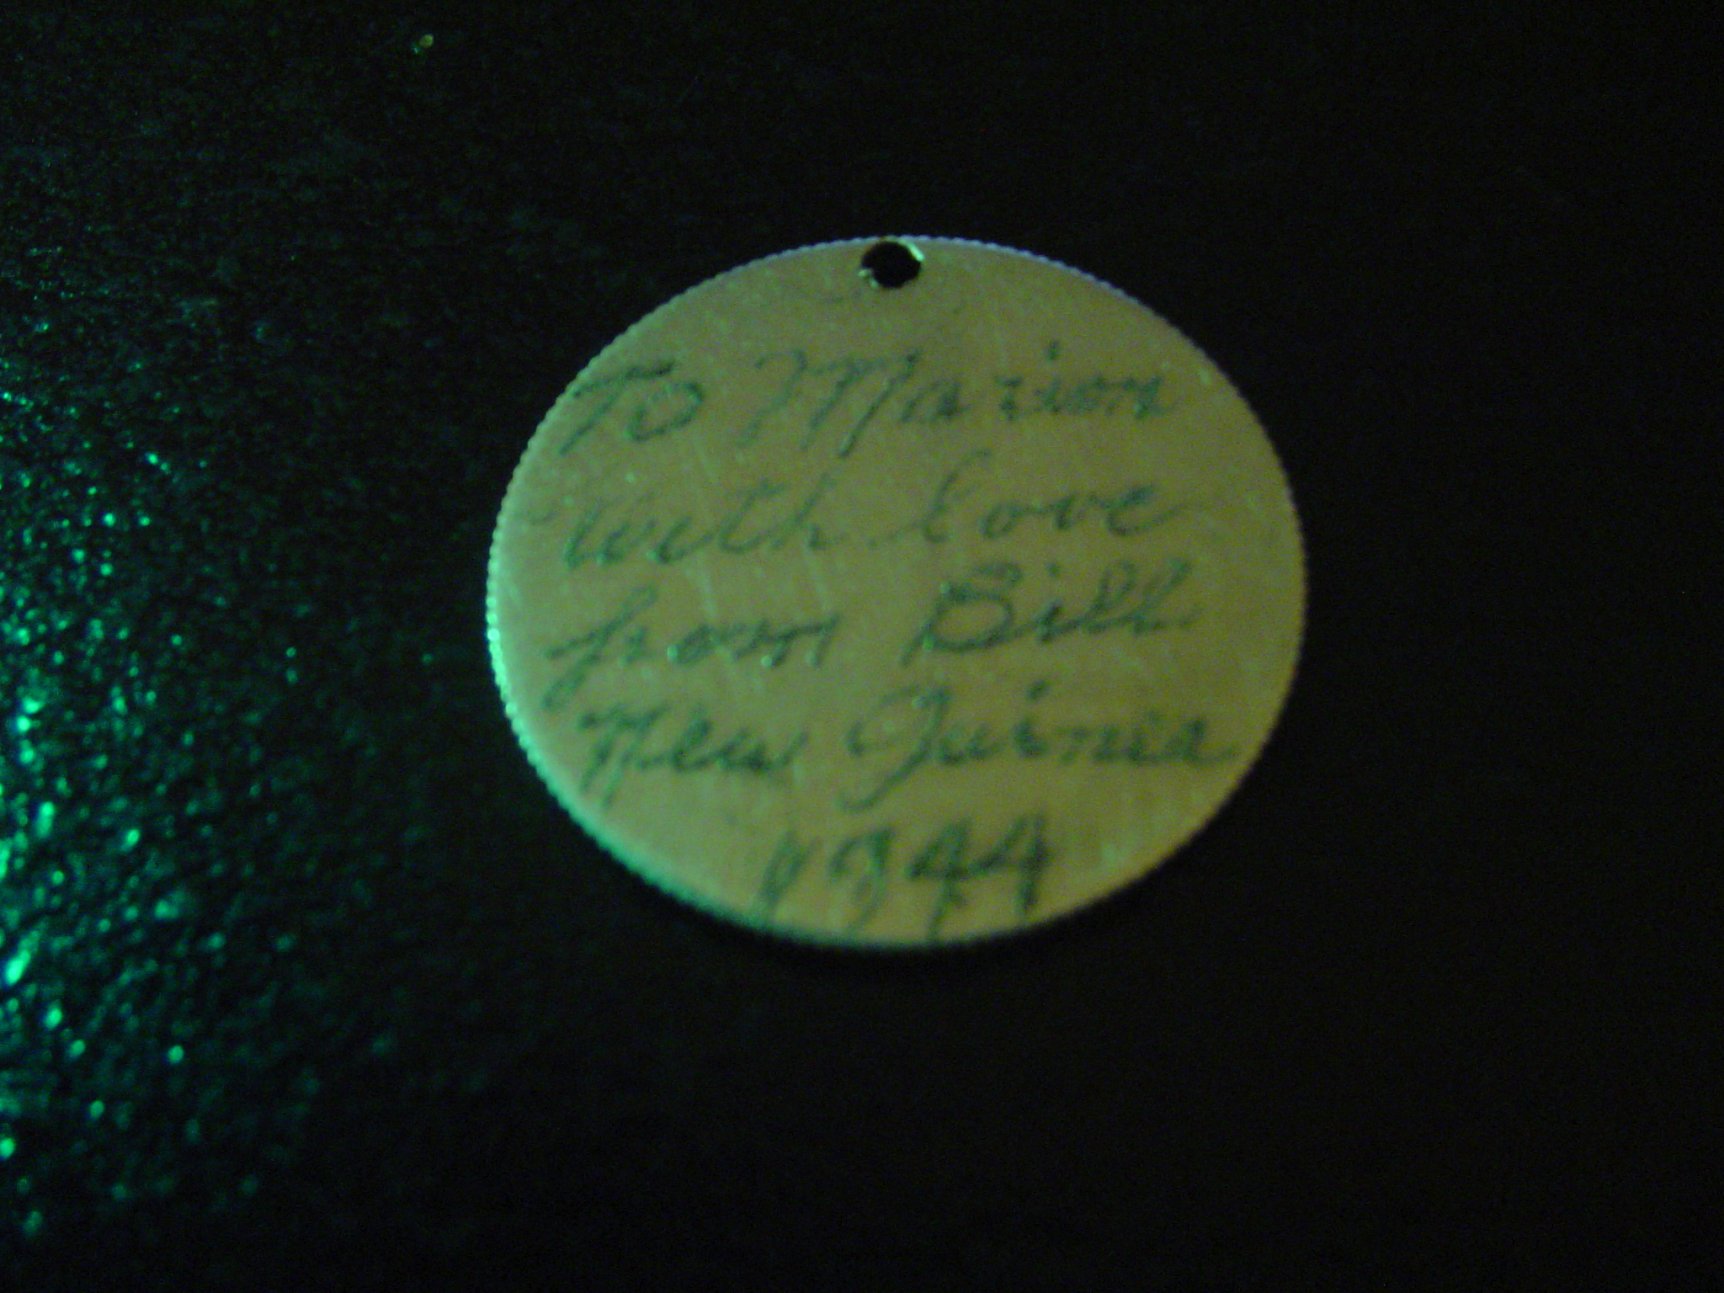 To Marion
with love
from Bill
New Guinea
1944